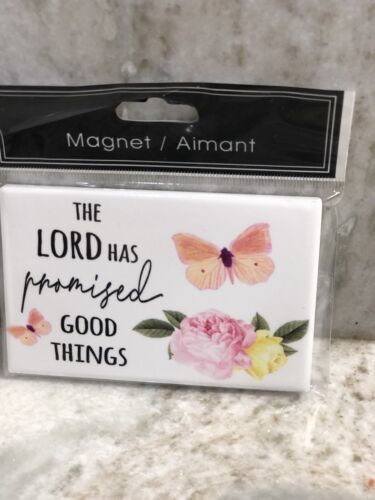 Magnet / Aimant
THE
LORD HAS
promised
GOOD
THINGS